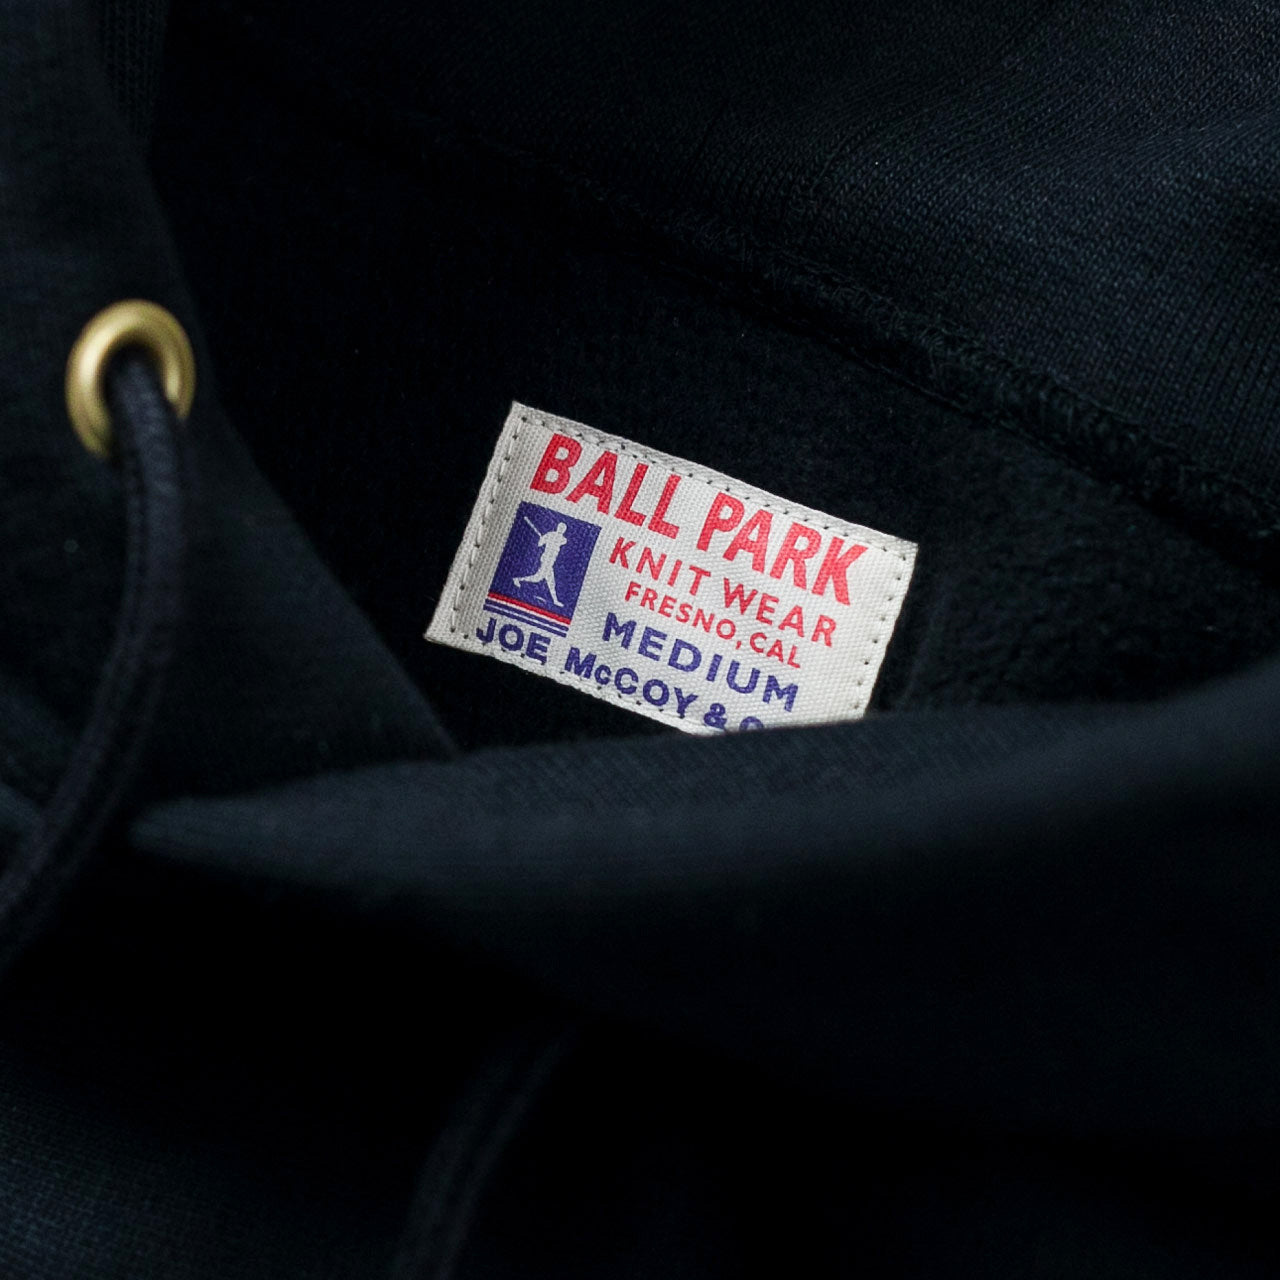 BALL PARK
KNIT WEAR
FRESNO, CAL
MEDIUM
JOE McCOY &